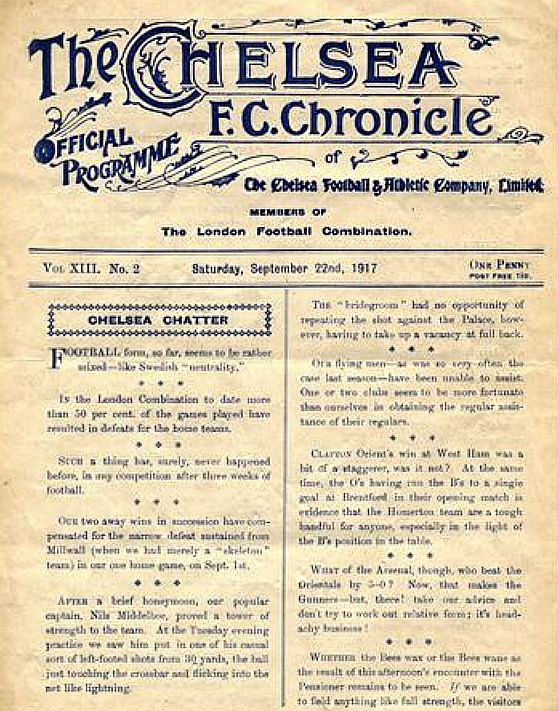 The CHELSEA
F.C. Chronicle
OFFICIAL
PROGRAMME
of
The Chelsea Football & Athletic Company, Limited.
MEMBERS OF
The London Football Combination.
VOL XIII. No. 2
Saturday, September 22nd, 1917
ONE PENNY
POST FREE
CHELSEA CHATTER
FOOTBALL form, so far, seems to be rather
mixed—like Swedish "neutrality."
* * *
IN the London Combination to date more
than 50 per cent. of the games played have
resulted in defeats for the home teams.
* * *
SUCH a thing has, surely, never happened
before, in any competition after three weeks of
football.
* * *
OUR two away wins in succession have com-
pensated for the narrow defeat sustained from
Millwall (when we had merely a "skeleton"
team) in our one home game, on Sept. 1st.
* * *
AFTER a brief honeymoon, our popular
captain, Nils Middelboe, proved a tower of
strength to the team. At the Tuesday evening
practice we saw him put in one of his casual
sort of left-footed shots from 30 yards, the ball
just touching the crossbar and flicking into the
net like lightning.
THE "bridegroom" had no opportunity of
repeating the shot against the Palace, how-
ever, having to take up a vacancy at full back.
* * *
OUR flying men—as was so very often the
case last season—have been unable to assist.
One or two clubs seem to be more fortunate
than ourselves in obtaining the regular assis-
tance of their regulars.
* * *
CLAPTON Orient's win at West Ham was a
bit of a staggerer, was it not? At the same
time, the O's having run the B's to a single
goal at Brentford in their opening match is
evidence that the Homerton team are a tough
handful for anyone, especially in the light of
the B's position in the table.
* * *
WHAT of the Arsenal, though, who beat the
Orientals by 5–0? Now, that makes the
Gunners—but, there! take our advice and
don't try to work out relative form; it's head-
achy business!
* * *
WHETHER the Bees wax or the Bees wane as
the result of this afternoon's encounter with the
Pensioner remains to be seen. If we are able
to field anything like full strength, the visitors